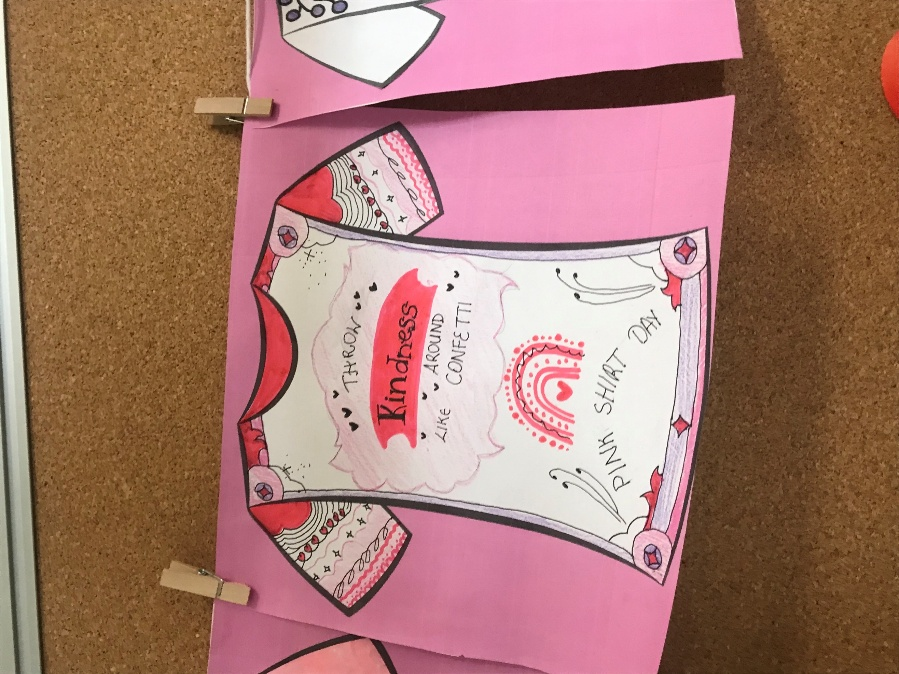 THROW
Kindness
LIKE AROUND
CONFETTI
PINK SHIRT DAY